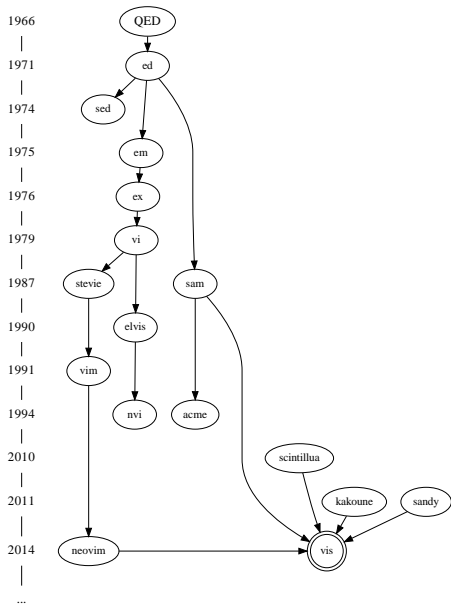 1966 QED
1971 ed
1974 sed
1975 em
1976 ex
1979 vi
1987 stevie sam
1990 elvis
1991 vim
1994 nvi acme
2010 scintillua
2011 kakoune sandy
2014 neovim vis
...